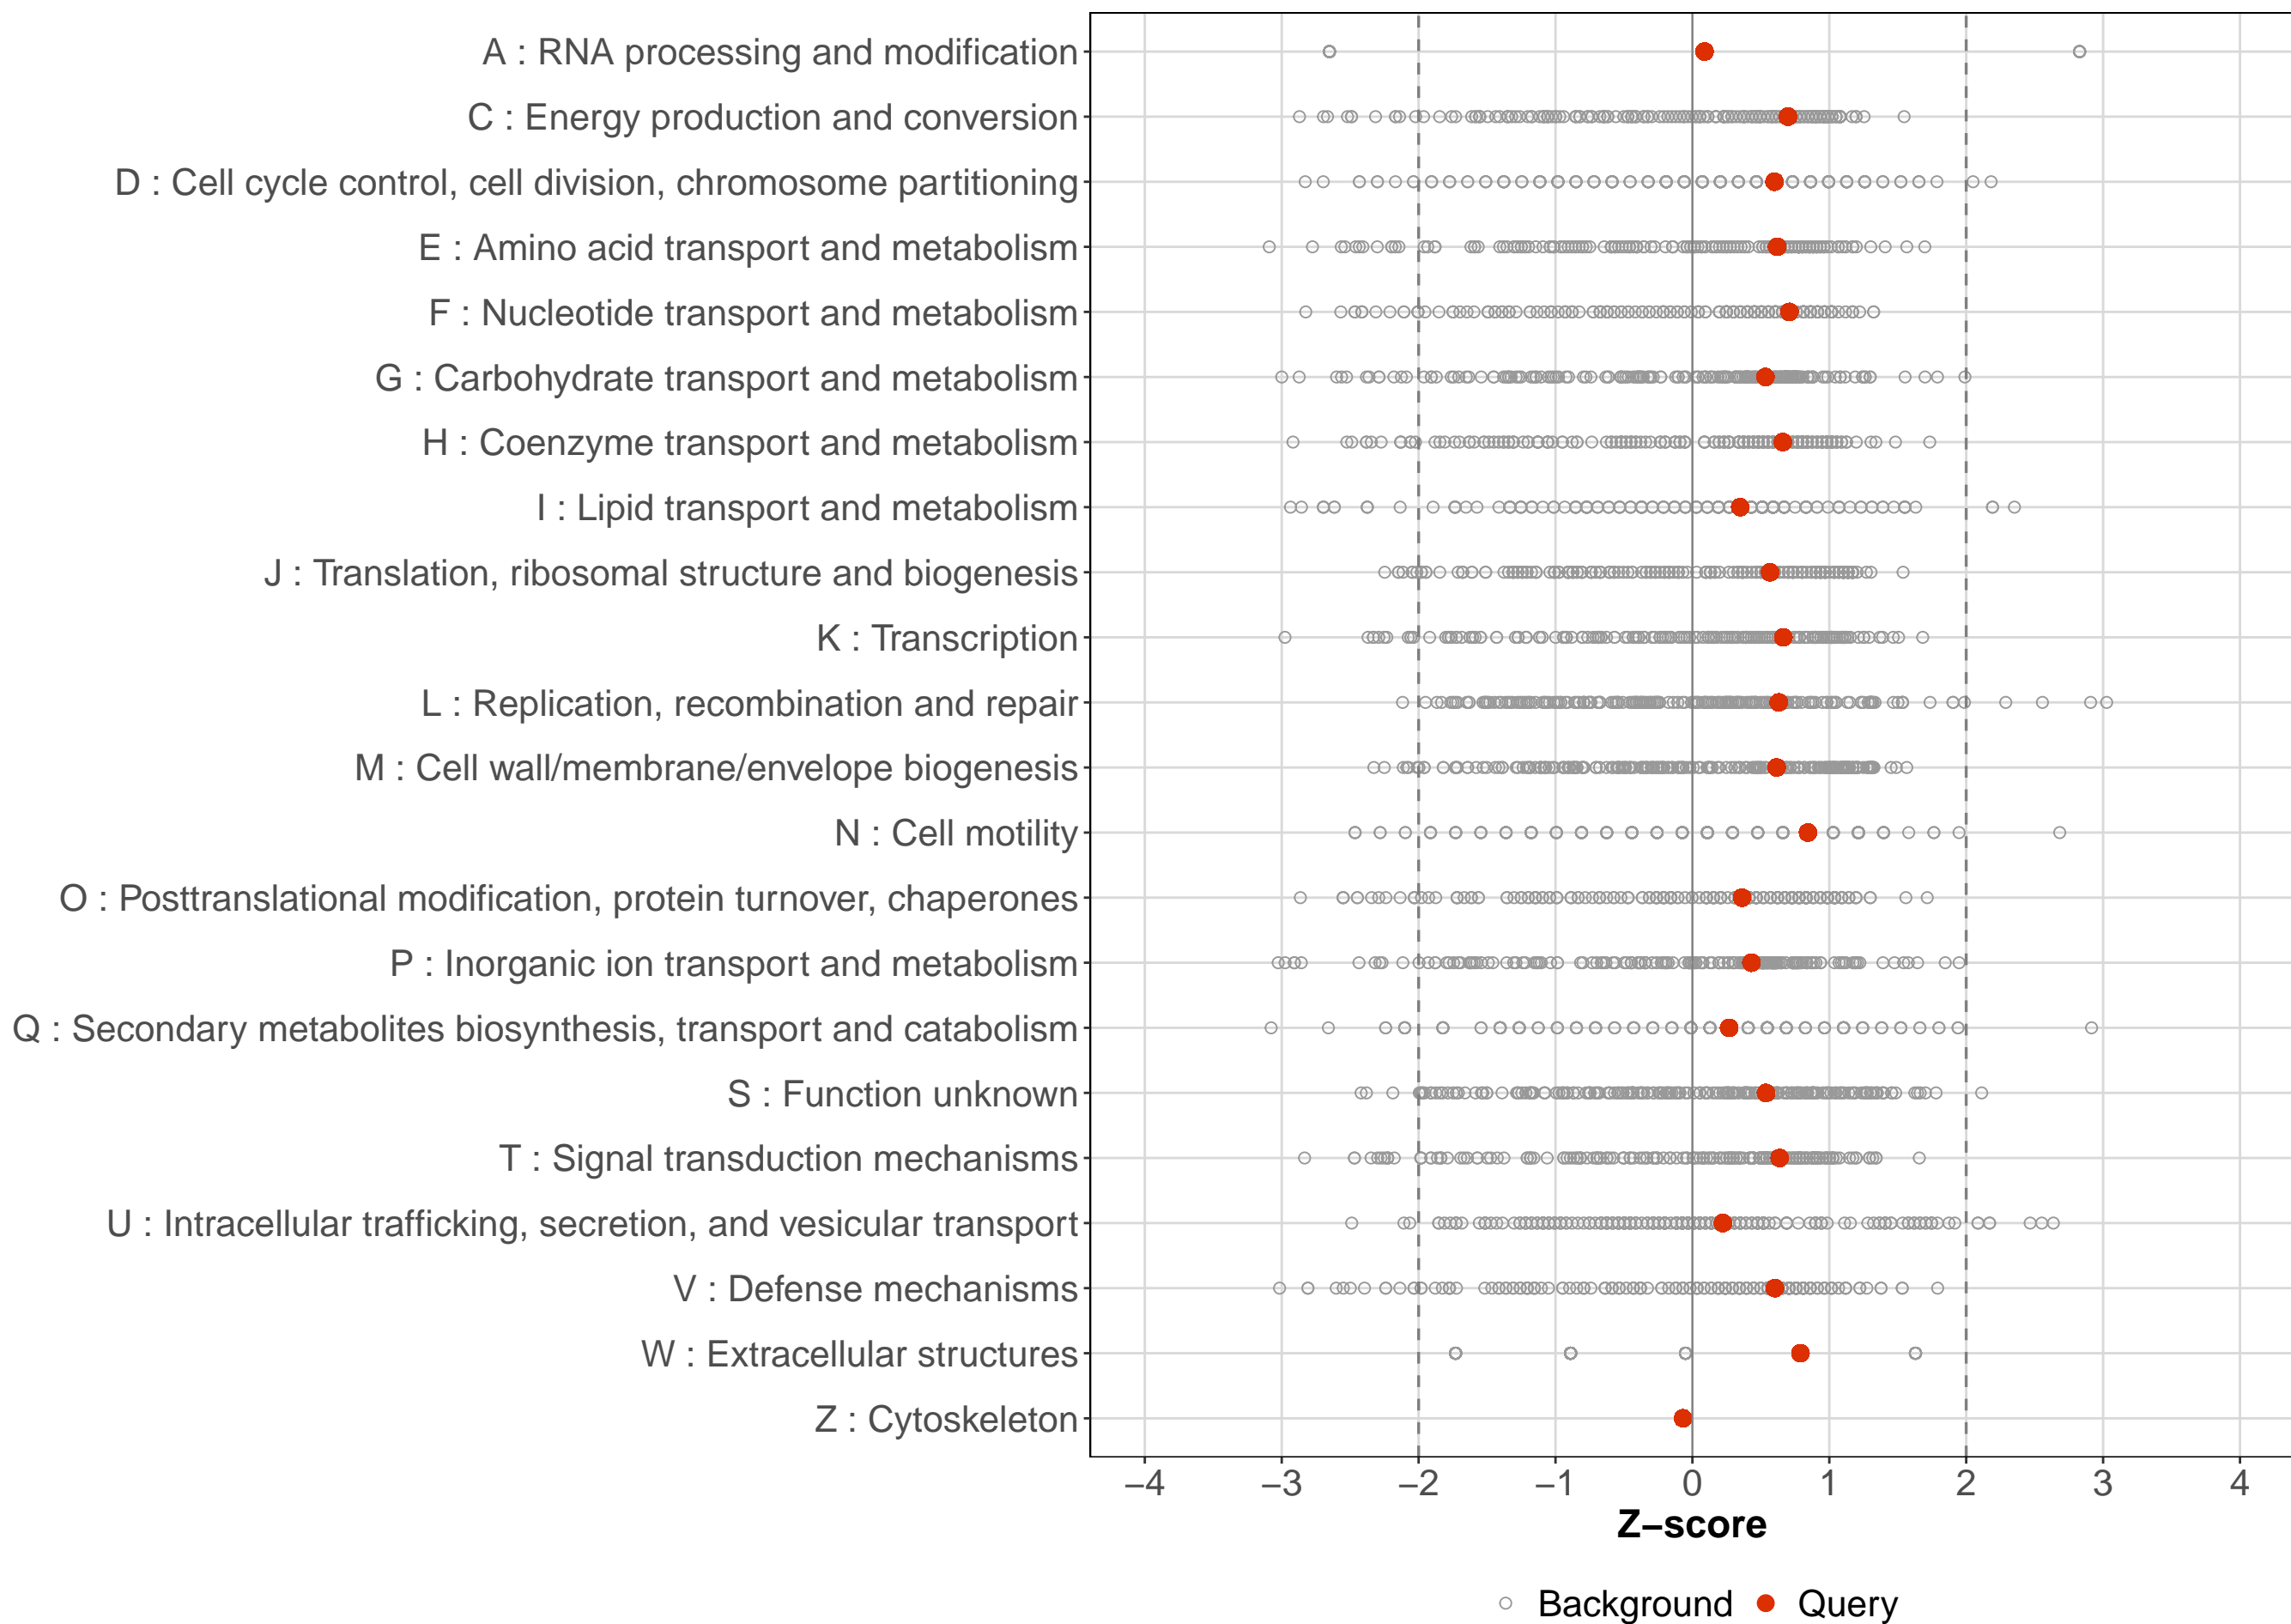 A : RNA processing and modification
C : Energy production and conversion
D : Cell cycle control, cell division, chromosome partitioning
E : Amino acid transport and metabolism
F : Nucleotide transport and metabolism
G : Carbohydrate transport and metabolism
H : Coenzyme transport and metabolism
I : Lipid transport and metabolism
J : Translation, ribosomal structure and biogenesis
K : Transcription
L : Replication, recombination and repair
M : Cell wall/membrane/envelope biogenesis
N : Cell motility
O : Posttranslational modification, protein turnover, chaperones
P : Inorganic ion transport and metabolism
Q : Secondary metabolites biosynthesis, transport and catabolism
S : Function unknown
T : Signal transduction mechanisms
U : Intracellular trafficking, secretion, and vesicular transport
V : Defense mechanisms
W : Extracellular structures
Z : Cytoskeleton
−4 −3 −2 −1 0 1 2 3 4
Z−score
Background Query